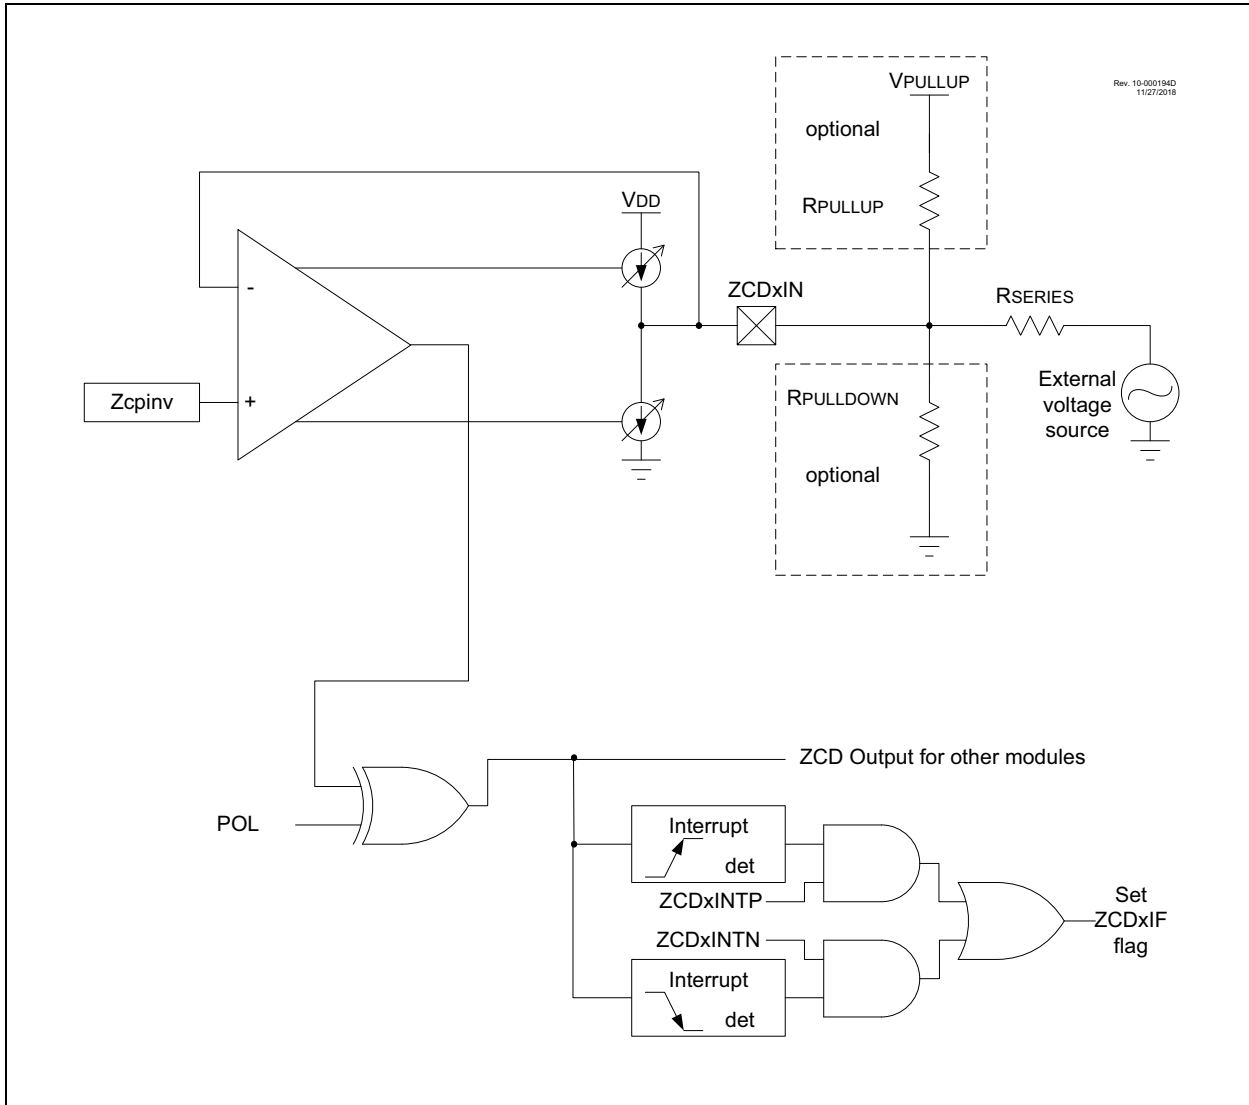 VPULLUP
Rev. 10-000194D
11/27/2018
optional
VDD
RPULLUP
ZCDxIN
RSERIES
-
Zcpinv
+
RPULLDOWN
External
voltage
source
optional
ZCD Output for other modules
POL
Interrupt
det
ZCDxINTP
Set
ZCDxIF
flag
ZCDxINTN
Interrupt
det